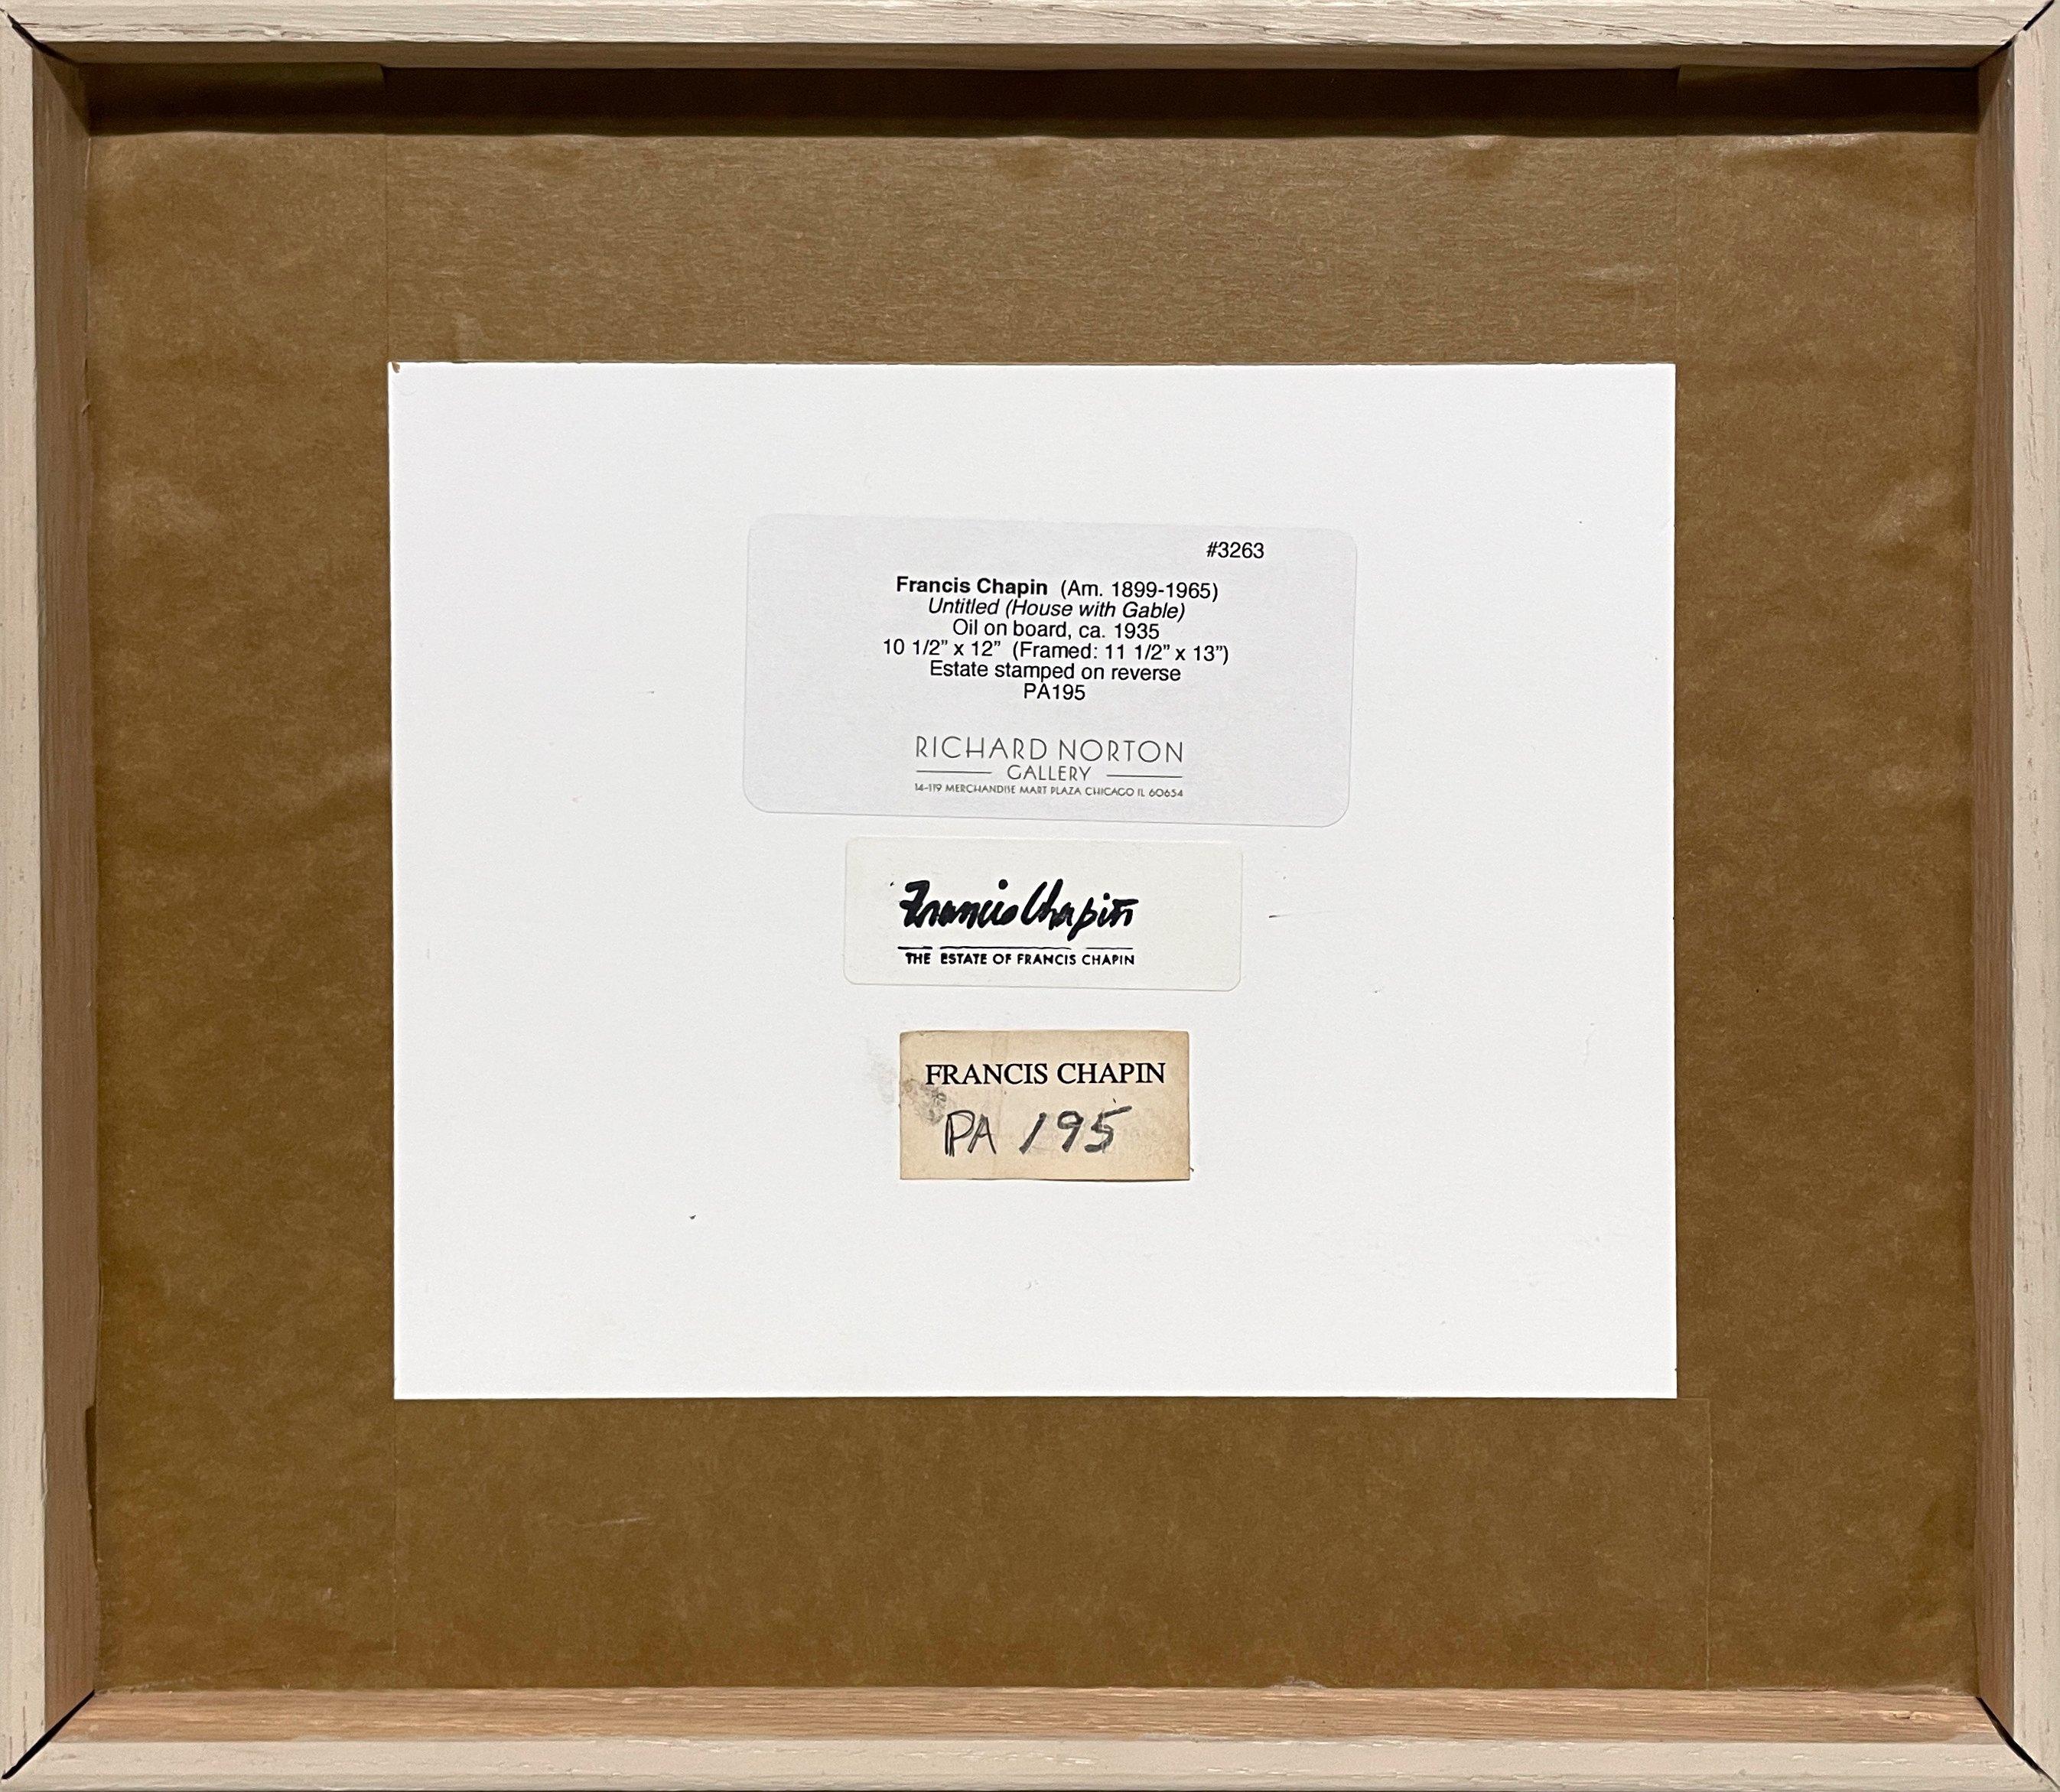 #3263
Francis Chapin (Am. 1899-1965)
Untitled (House with Gable)
Oil on board, ca. 1935
10 1/2” x 12” (Framed: 11 1/2” x 13”)
Estate stamped on reverse
PA195
RICHARD NORTON
GALLERY
14-119 MERCHANDISE MART PLAZA CHICAGO IL 60654
Francis Chapin
THE ESTATE OF FRANCIS CHAPIN
FRANCIS CHAPIN
PA 195